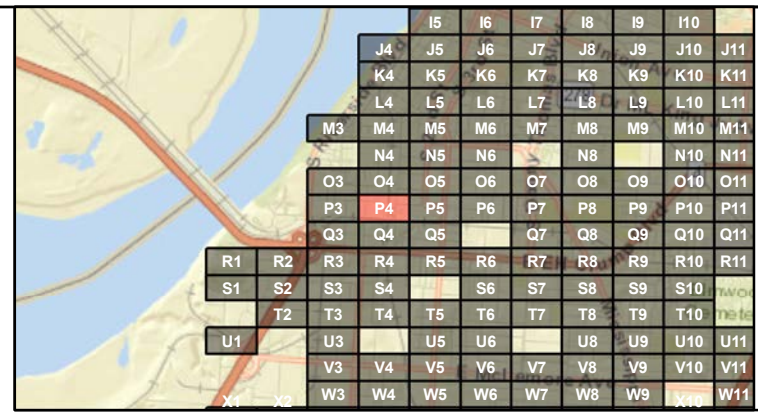 I5 I6 I7 I8 I9 I10
J4 J5 J6 J7 J8 J9 J10 J11
K4 K5 K6 K7 K8 K9 K10 K11
L4 L5 L6 L7 L8 L9 L10 L11
M3 M4 M5 M6 M7 M8 M9 M10 M11
N4 N5 N6 N8 N10 N11
O3 O4 O5 O6 O7 O8 O9 O10 O11
P3 P4 P5 P6 P7 P8 P9 P10 P11
Q3 Q4 Q5 Q7 Q8 Q9 Q10 Q11
R1 R2 R3 R4 R5 R6 R7 R8 R9 R10 R11
S1 S2 S3 S4 S6 S7 S8 S9 S10
T2 T3 T4 T5 T6 T7 T8 T9 T10
U1 U3 U5 U6 U8 U9 U10 U11
V3 V4 V5 V6 V7 V8 V9 V10 V11
W3 W4 W5 W6 W7 W8 W9 W11
X1 X2 X10
S Riverside Blvd
S 3rd St
E McLemore Ave